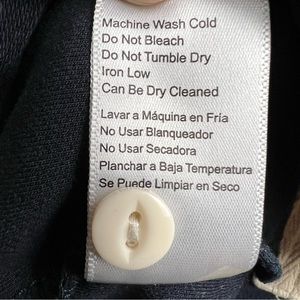 Machine Wash Cold
Do Not Bleach
Do Not Tumble Dry
Iron Low
Can Be Dry Cleaned
Lavar a Máquina en Fría
No Usar Blanqueador
No Usar Secadora
Planchar a Baja Temperatura
Se Puede Limpiar en Seco